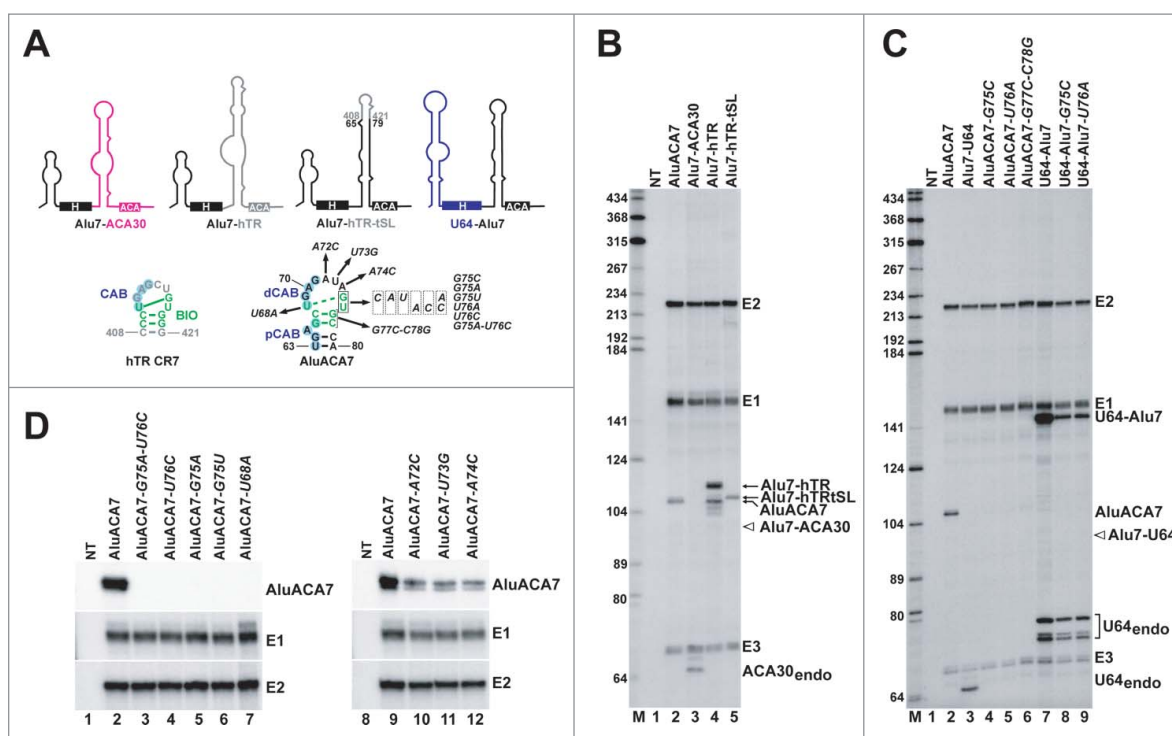 A
408 421
65 79
H ACA
H ACA
H ACA
H ACA
Alu7-ACA30
Alu7-hTR
Alu7-hTR-tSL
U64-Alu7
CAB
G A G C U
U G
C U
C G
C G
BIO
408 421
hTR CR7
A72C
U73G
A74C
70
dCAB
G A G A U A
G G
U U
U68A
G C
C G
pCAB
A C
G C
U A
63 80
AluACA7
C A U A
A C C
G75C
G75A
G75U
U76A
U76C
G75A-U76C
G77C-C78G
B
NT
AluACA7
Alu7-ACA30
Alu7-hTR
Alu7-hTR-tSL
434
368
315
267
234
213
192
184
141
124
104
89
80
64
E2
E1
Alu7-hTR
Alu7-hTRtSL
AluACA7
Alu7-ACA30
E3
ACA30endo
M 1 2 3 4 5
C
NT
AluACA7
Alu7-U64
AluACA7-G75C
AluACA7-U76A
AluACA7-G77C-C78G
U64-Alu7
U64-Alu7-G75C
U64-Alu7-U76A
434
368
315
267
234
213
192
184
141
124
104
89
80
64
E2
E1
U64-Alu7
AluACA7
Alu7-U64
U64endo
E3
U64endo
M 1 2 3 4 5 6 7 8 9
D
NT
AluACA7
AluACA7-G75A-U76C
AluACA7-U76C
AluACA7-G75A
AluACA7-G75U
AluACA7-U68A
AluACA7
E1
E2
1 2 3 4 5 6 7
NT
AluACA7
AluACA7-A72C
AluACA7-U73G
AluACA7-A74C
AluACA7
E1
E2
8 9 10 11 12